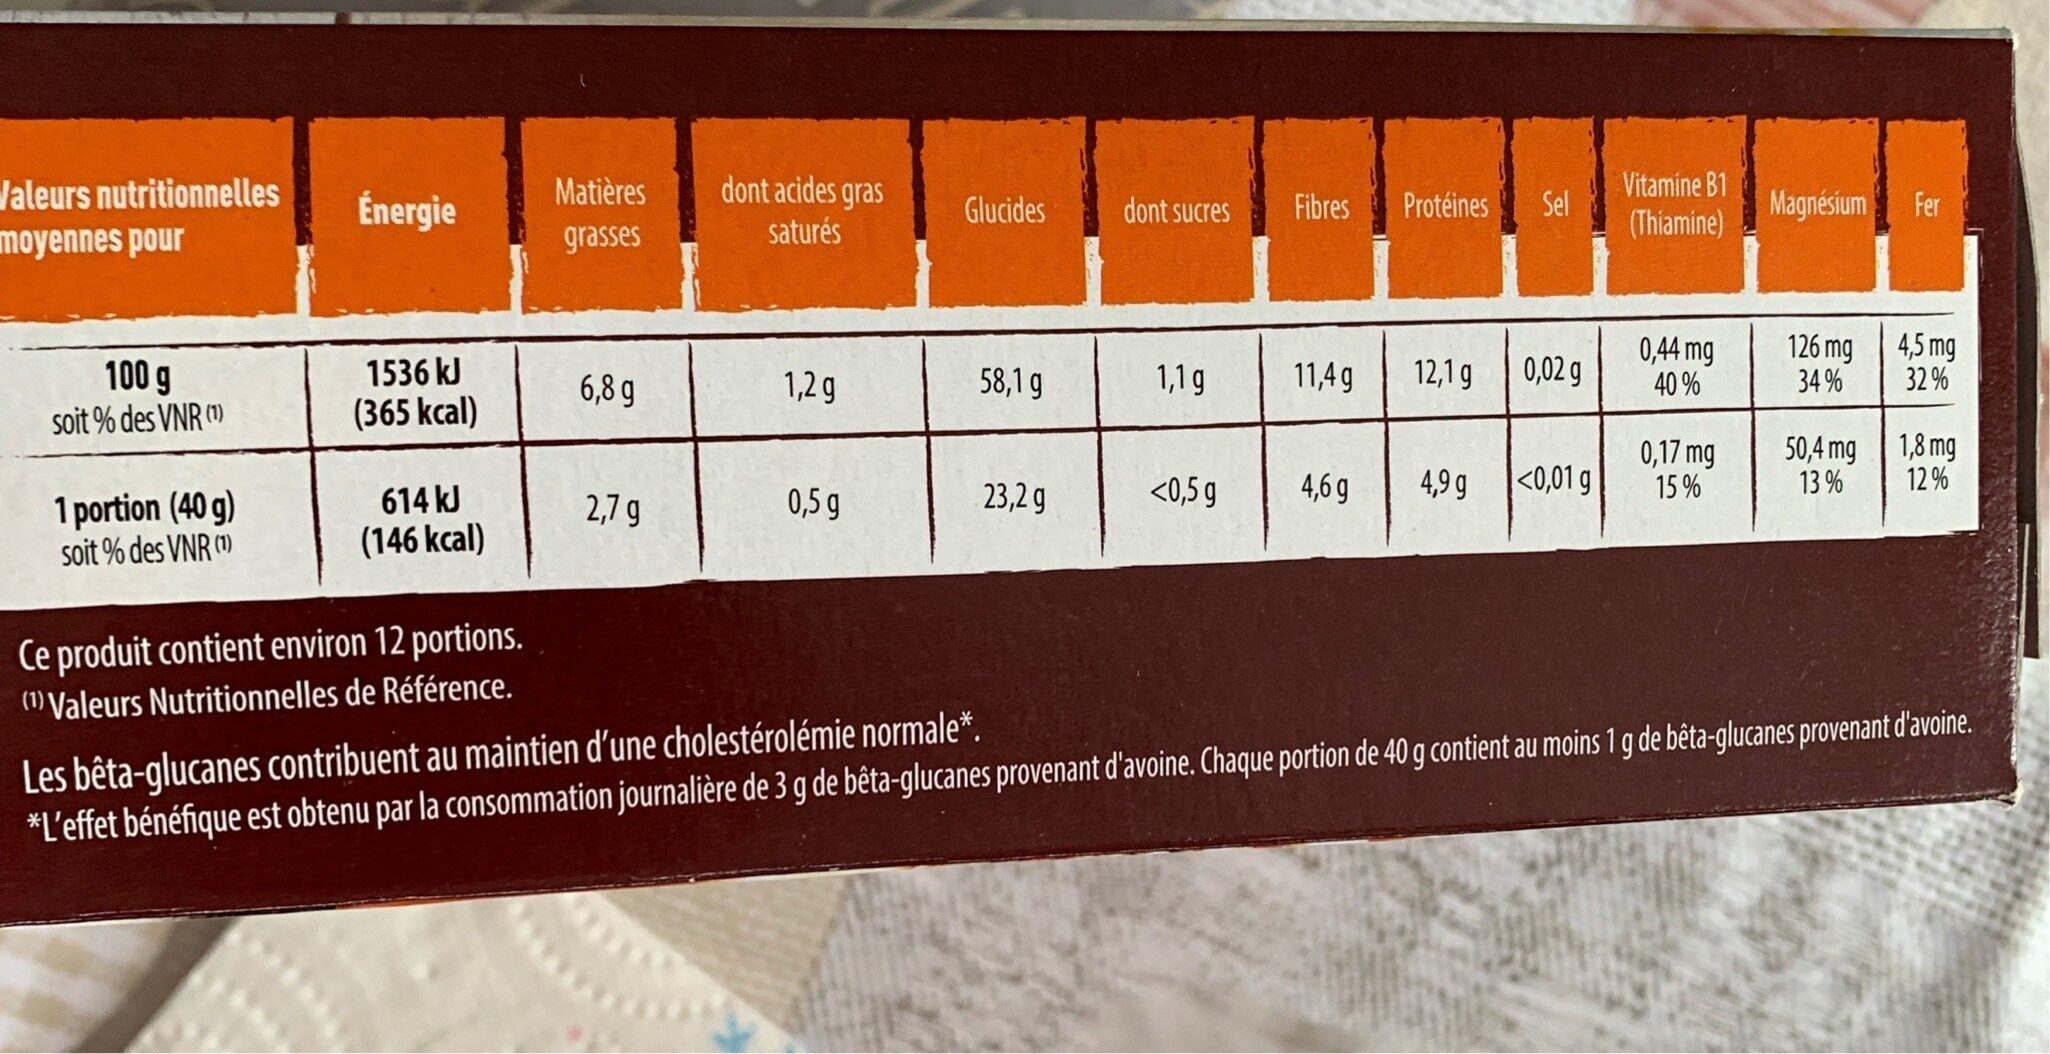 Valeurs nutritionnelles
moyennes pour
Énergie
Matières
grasses
dont acides gras
saturés
Glucides
dont sucres
Fibres
Protéines
Sel
Vitamine B1
(Thiamine)
Magnésium
Fer
100 g
soit % des VNR (1)
1536 kJ
(365 kcal)
6,8 g
1,2 g
58,1 g
1,1 g
11,4 g
12,1 g
0,02 g
0,44 mg
40 %
126 mg
34 %
4,5 mg
32 %
1 portion (40 g)
soit % des VNR (1)
614 kJ
(146 kcal)
2,7 g
0,5 g
23,2 g
<0,5 g
4,6 g
4,9 g
<0,01 g
0,17 mg
15 %
50,4 mg
13 %
1,8 mg
12 %
Ce produit contient environ 12 portions.
(1) Valeurs Nutritionnelles de Référence.
Les bêta-glucanes contribuent au maintien d'une cholestérolémie normale*.
*L'effet bénéfique est obtenu par la consommation journalière de 3 g de bêta-glucanes provenant d'avoine. Chaque portion de 40 g contient au moins 1 g de bêta-glucanes provenant d'avoine.